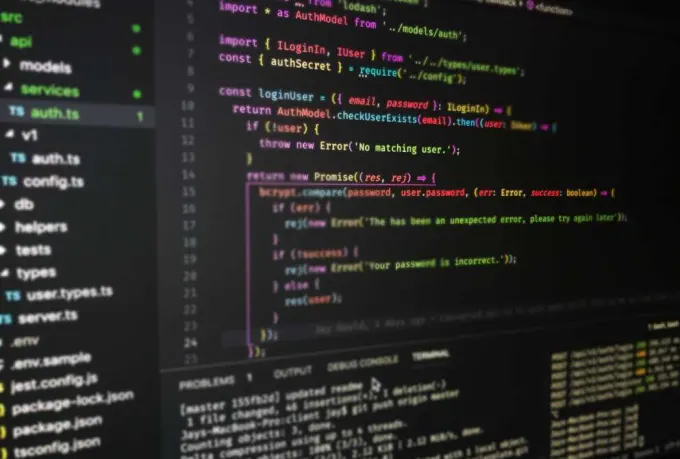 src
api
models
services
TS auth.ts 1
v1
TS auth.ts
TS config.ts
db
helpers
tests
types
TS user.types.ts
TS server.ts
.env
.env.sample
jest.config.js
package-lock.json
package.json
tsconfig.json
from 'lodash';
5 import * as AuthModel from '../models/auth';
6
7 import { ILoginIn, IUser } from '../../types/user.types';
8 const { authSecret } = require('../config');
9 const loginUser = ({ email, password }: ILoginIn) => {
10 return AuthModel.checkUserExists(email).then((user: IUser) => {
11 if (!user) {
12 throw new Error('No matching user.');
13 }
14 return new Promise((res, rej) => {
15 bcrypt.compare(password, user.password, (err: Error, success: boolean) => {
16 if (err) {
17 rej(new Error('The has been an unexpected error, please try again later'));
18 }
19 if (!success) {
20 rej(new Error('Your password is incorrect.'));
21 } else {
22 res(user);
23 }
24 });
25 });
PROBLEMS 1 OUTPUT DEBUG CONSOLE TERMINAL
[master 155fb2d] updated readme
1 file changed, 46 insertions(+), 1 deletion(-)
Jays-MacBook-Pro:client jay$ git push origin master
Counting objects: 3, done.
Delta compression using up to 4 threads.